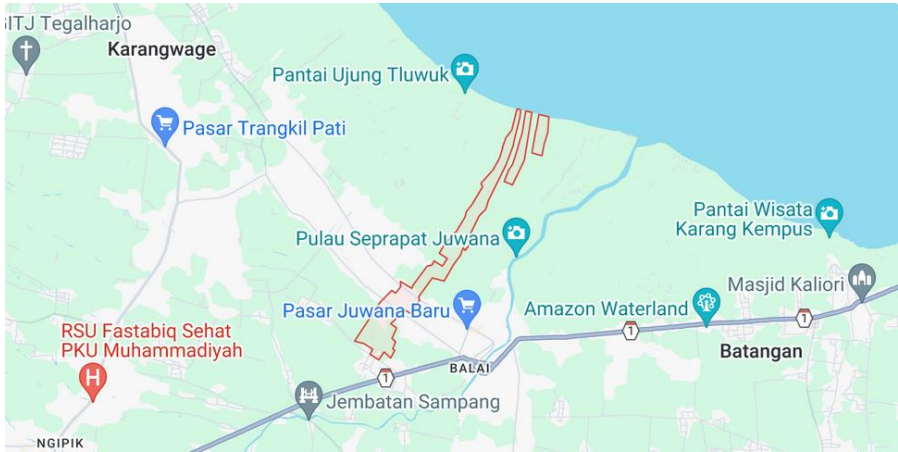 GITJ Tegalharjo
Karangwage
Pantai Ujung Tluwuk
Pasar Trangkil Pati
Pantai Wisata
Karang Kempus
Pulau Seprapat Juwana
Masjid Kaliori
Pasar Juwana Baru
Amazon Waterland
1
1
RSU Fastabiq Sehat
PKU Muhammadiyah
H
Batangan
BALAI
1
Jembatan Sampang
NGIPIK